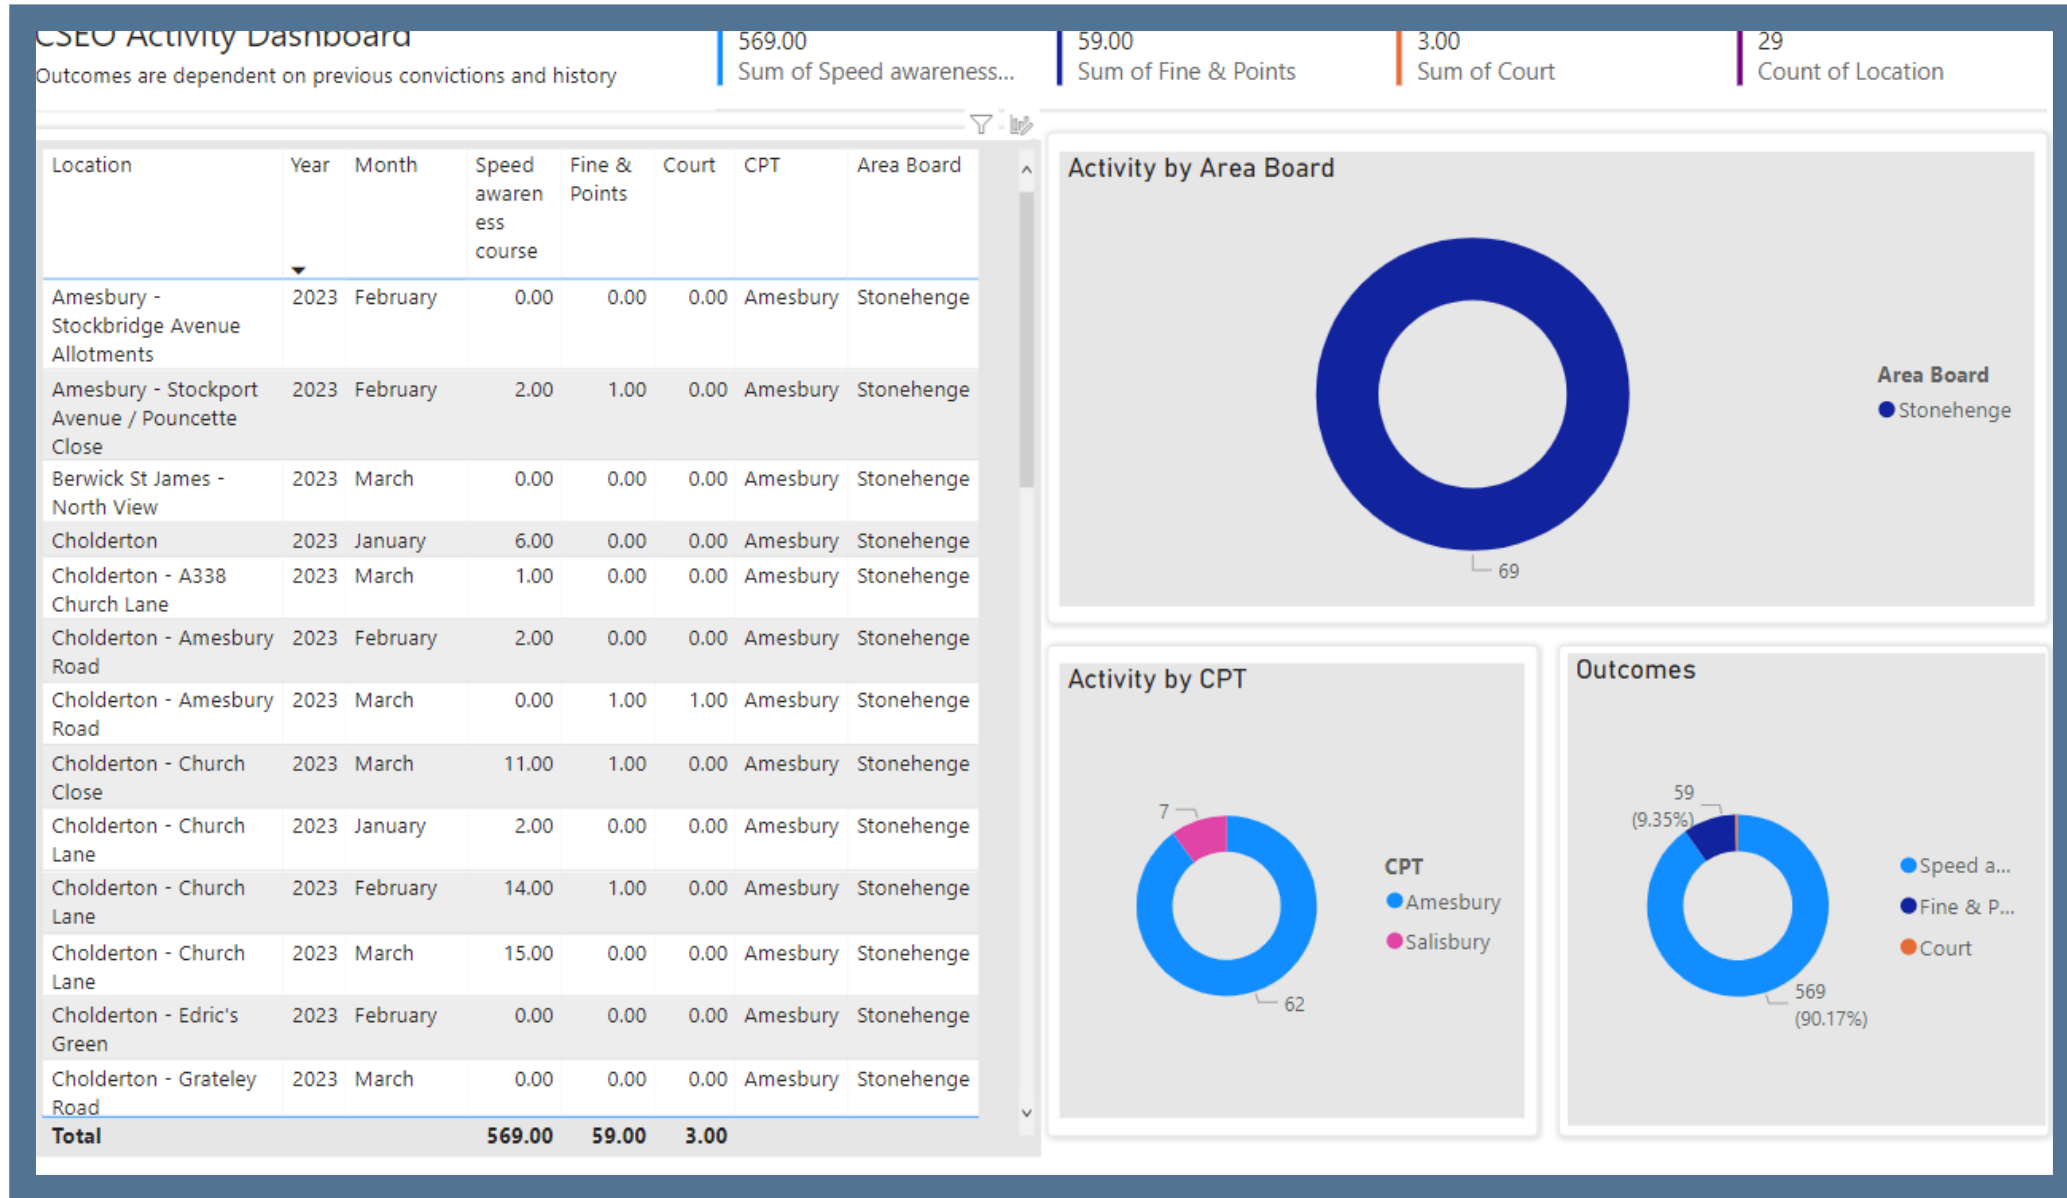 CSEO Activity Dashboard
Outcomes are dependent on previous convictions and history
569.00
Sum of Speed awareness...
59.00
Sum of Fine & Points
3.00
Sum of Court
29
Count of Location
Location Year Month Speed awaren ess course Fine & Points Court CPT Area Board
Amesbury - 2023 February 0.00 0.00 0.00 Amesbury Stonehenge
Stockbridge Avenue
Allotments
Amesbury - Stockport 2023 February 2.00 1.00 0.00 Amesbury Stonehenge
Avenue / Pouncette
Close
Berwick St James - 2023 March 0.00 0.00 0.00 Amesbury Stonehenge
North View
Cholderton 2023 January 6.00 0.00 0.00 Amesbury Stonehenge
Cholderton - A338 2023 March 1.00 0.00 0.00 Amesbury Stonehenge
Church Lane
Cholderton - Amesbury 2023 February 2.00 0.00 0.00 Amesbury Stonehenge
Road
Cholderton - Amesbury 2023 March 0.00 1.00 1.00 Amesbury Stonehenge
Road
Cholderton - Church 2023 March 11.00 1.00 0.00 Amesbury Stonehenge
Close
Cholderton - Church 2023 January 2.00 0.00 0.00 Amesbury Stonehenge
Lane
Cholderton - Church 2023 February 14.00 1.00 0.00 Amesbury Stonehenge
Lane
Cholderton - Church 2023 March 15.00 0.00 0.00 Amesbury Stonehenge
Lane
Cholderton - Edric's 2023 February 0.00 0.00 0.00 Amesbury Stonehenge
Green
Cholderton - Grateley 2023 March 0.00 0.00 0.00 Amesbury Stonehenge
Road
Total 569.00 59.00 3.00
Activity by Area Board
69
Area Board
Stonehenge
Activity by CPT
7
62
CPT
Amesbury
Salisbury
Outcomes
59
(9.35%)
569
(90.17%)
Speed a...
Fine & P...
Court